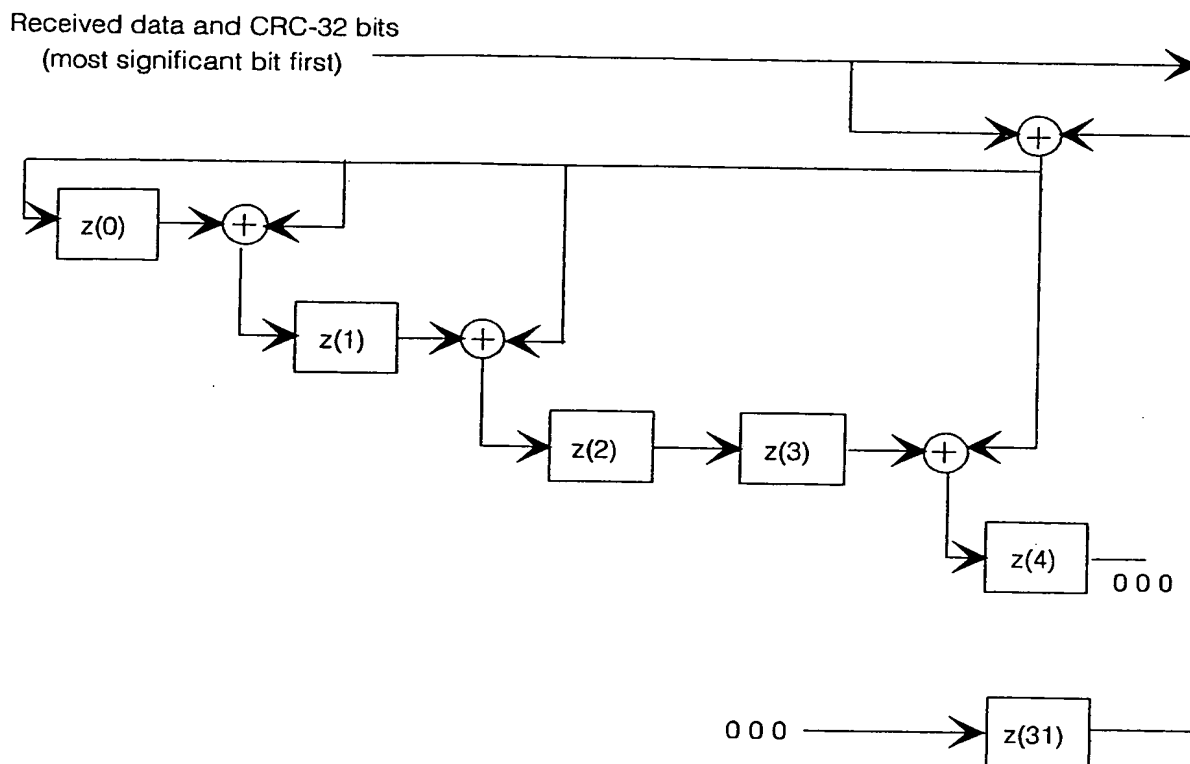 Received data and CRC-32 bits
(most significant bit first)
+
z(0)
+
z(1)
+
z(2)
z(3)
+
z(4)
0 0 0
0 0 0
z(31)